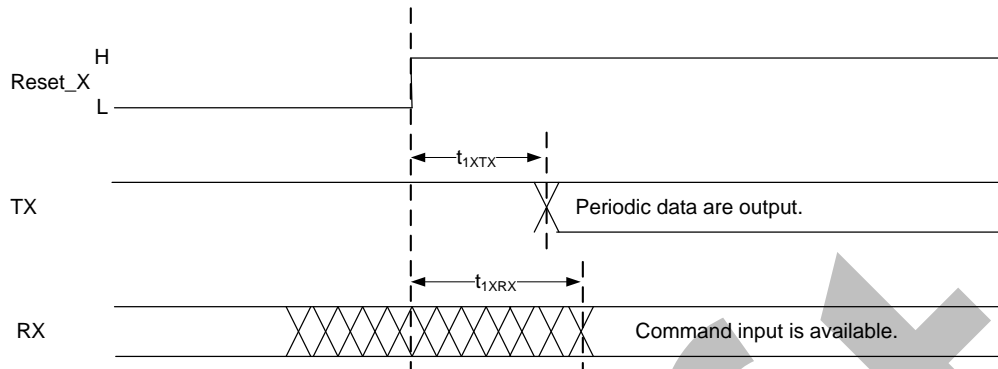 H
Reset_X
L
t1XTX
TX
Periodic data are output.
t1XRX
RX
Command input is available.